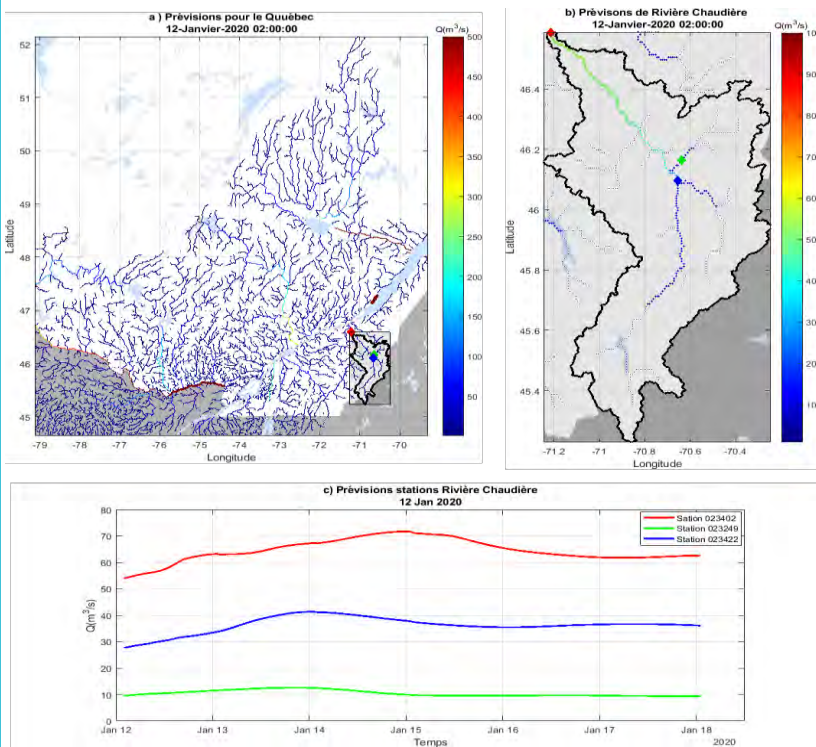 a ) Prèvisions pour le Quuèbec
12-Janvier-2020 02:00:00
Q(m³/s)
52
51
50
49
48
47
46
45
Latitude
-79 -78 -77 -76 -75 -74 -73 -72 -71 -70
Longitude
500
450
400
350
300
250
200
150
100
50
b) Prèvisons de Rivière Chaudière
12-Janvier-2020 02:00:00
Q(m³/s)
46.4
46.2
46
45.8
45.6
45.4
Latitude
-71.2 -71 -70.8 -70.6 -70.4
Longitude
10
90
80
70
60
50
40
30
20
10
c) Prèvisions stations Rivière Chaudière
12 Jan 2020
80
70
60
50
40
30
20
10
0
Q(m³/s)
Sation 023402
Station 023249
Station 023422
Jan 12 Jan 13 Jan 14 Jan 15 Jan 16 Jan 17 Jan 18
Temps
2020